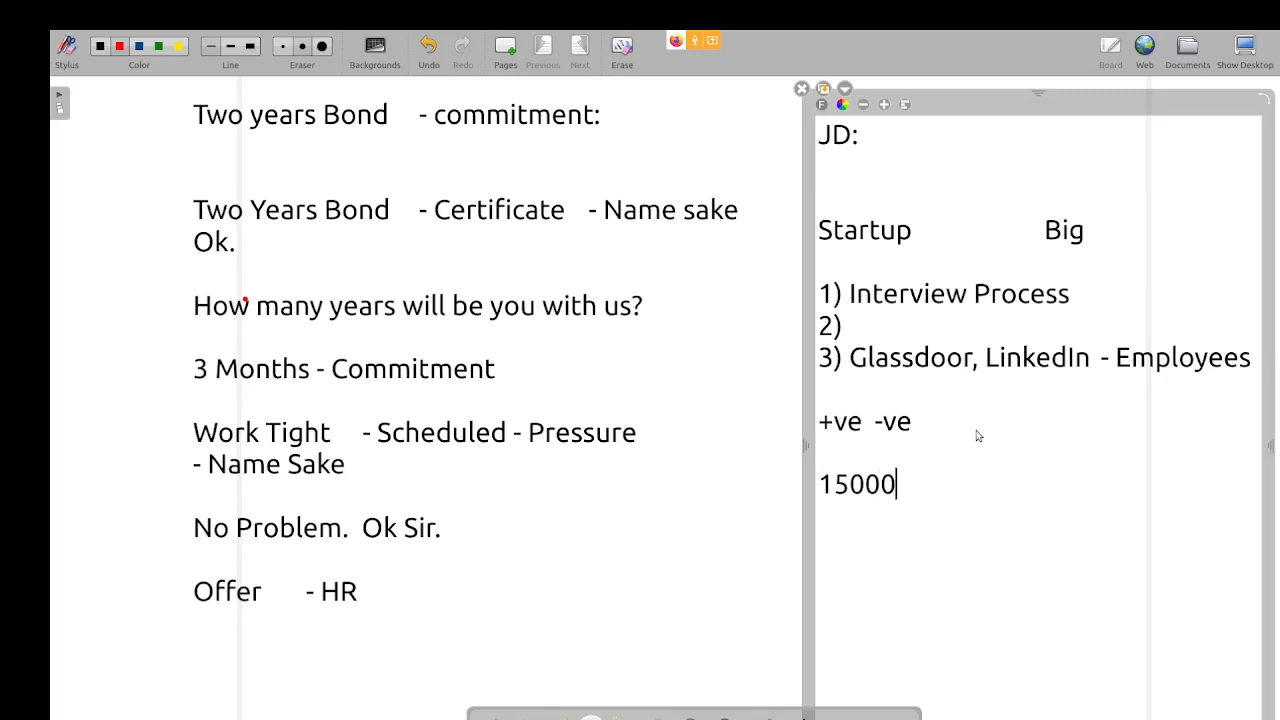 Stylus
Color
Line
Eraser
Backgrounds
Undo
Redo
Pages
Previous
Next
Erase
Board
Web
Documents
Show Desktop
Two years Bond - commitment:
Two Years Bond - Certificate - Name sake
Ok.
How many years will be you with us?
3 Months - Commitment
Work Tight - Scheduled - Pressure
- Name Sake
No Problem. Ok Sir.
Offer - HR
F
JD:
Startup Big
1) Interview Process
2)
3) Glassdoor, LinkedIn - Employees
+ve -ve
15000